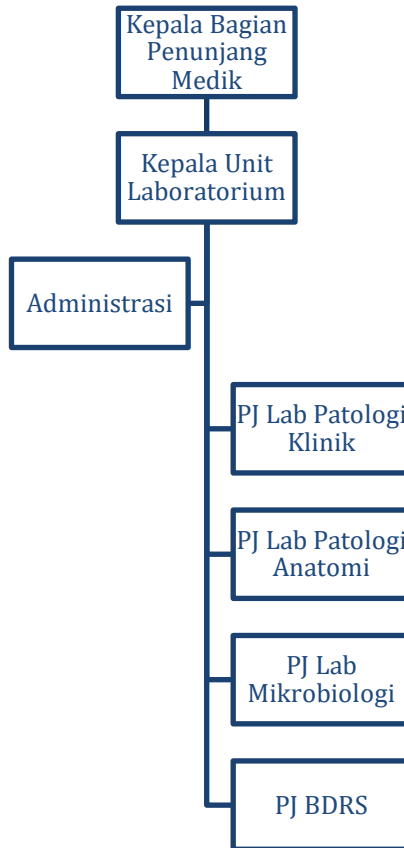 Kepala Bagian
Penunjang
Medik
Kepala Unit
Laboratorium
Administrasi
PJ Lab Patologi
Klinik
PJ Lab Patologi
Anatomi
PJ Lab
Mikrobiologi
PJ BDRS